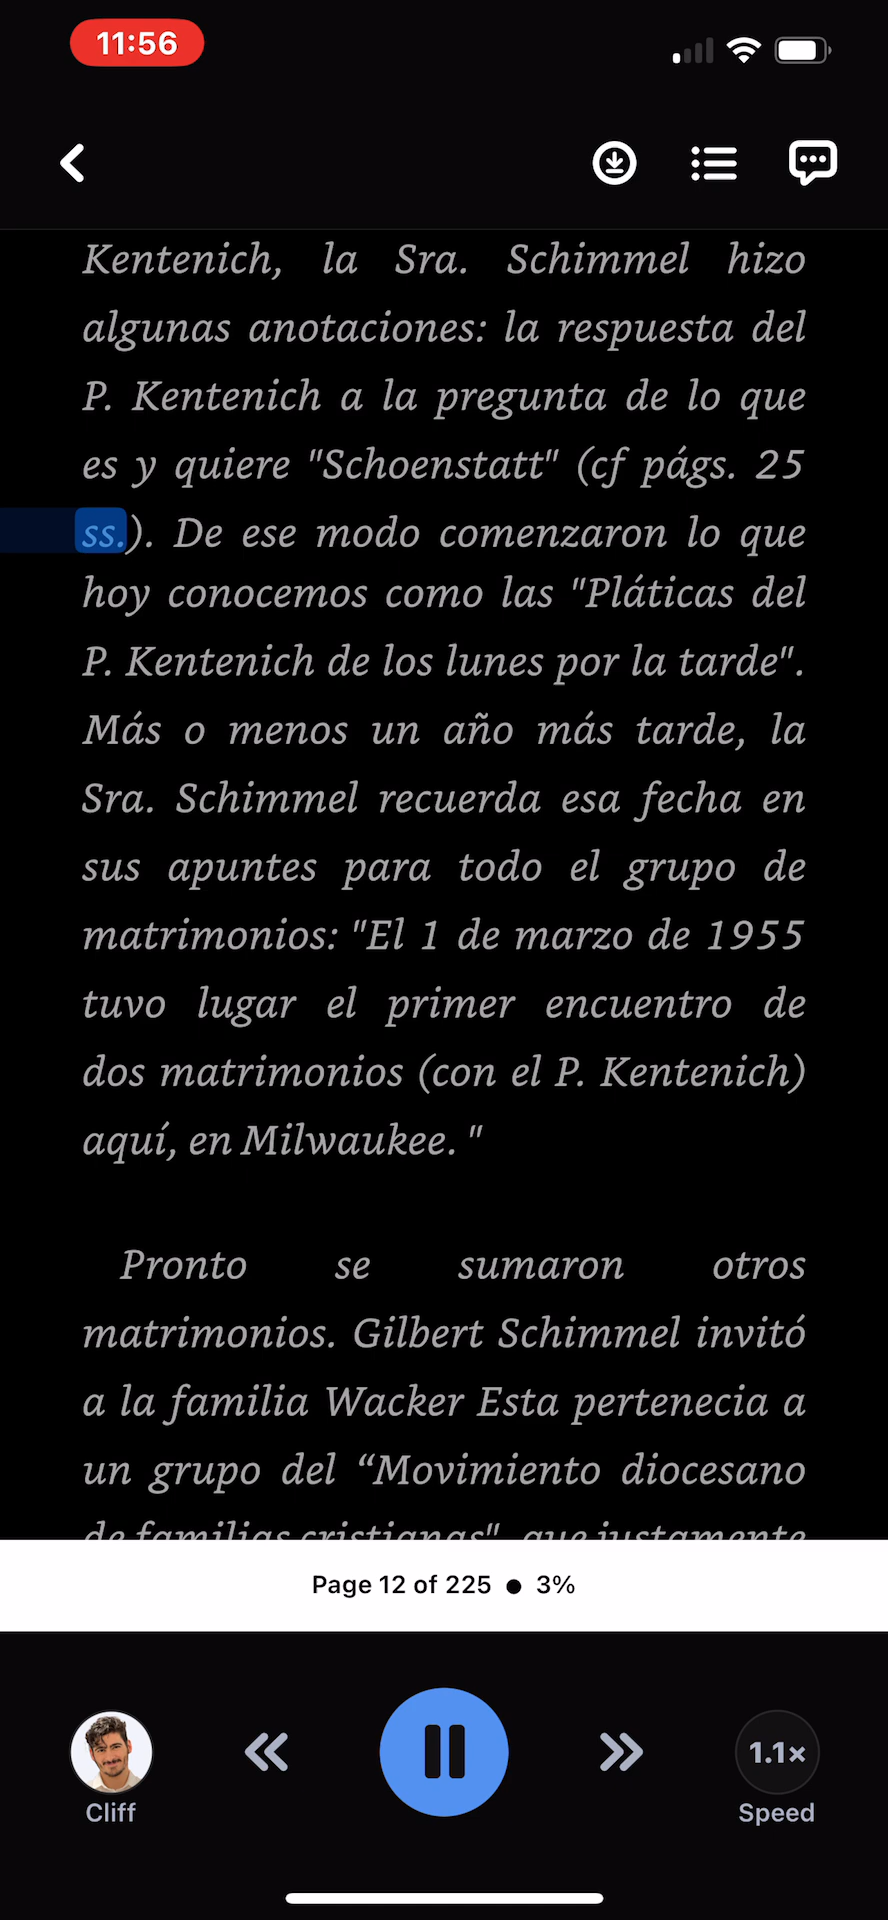 11:56
Kentenich, la Sra. Schimmel hizo
algunas anotaciones: la respuesta del
P. Kentenich a la pregunta de lo que
es y quiere "Schoenstatt" (cf págs. 25
ss.). De ese modo comenzaron lo que
hoy conocemos como las "Pláticas del
P. Kentenich de los lunes por la tarde".
Más o menos un año más tarde, la
Sra. Schimmel recuerda esa fecha en
sus apuntes para todo el grupo de
matrimonios: "El 1 de marzo de 1955
tuvo lugar el primer encuentro de
dos matrimonios (con el P. Kentenich)
aquí, en Milwaukee. "
Pronto se sumaron otros
matrimonios. Gilbert Schimmel invitó
a la familia Wacker Esta pertenecia a
un grupo del “Movimiento diocesano
de familias cristianas", que justamente
Page 12 of 225 ● 3%
1.1×
Cliff
Speed